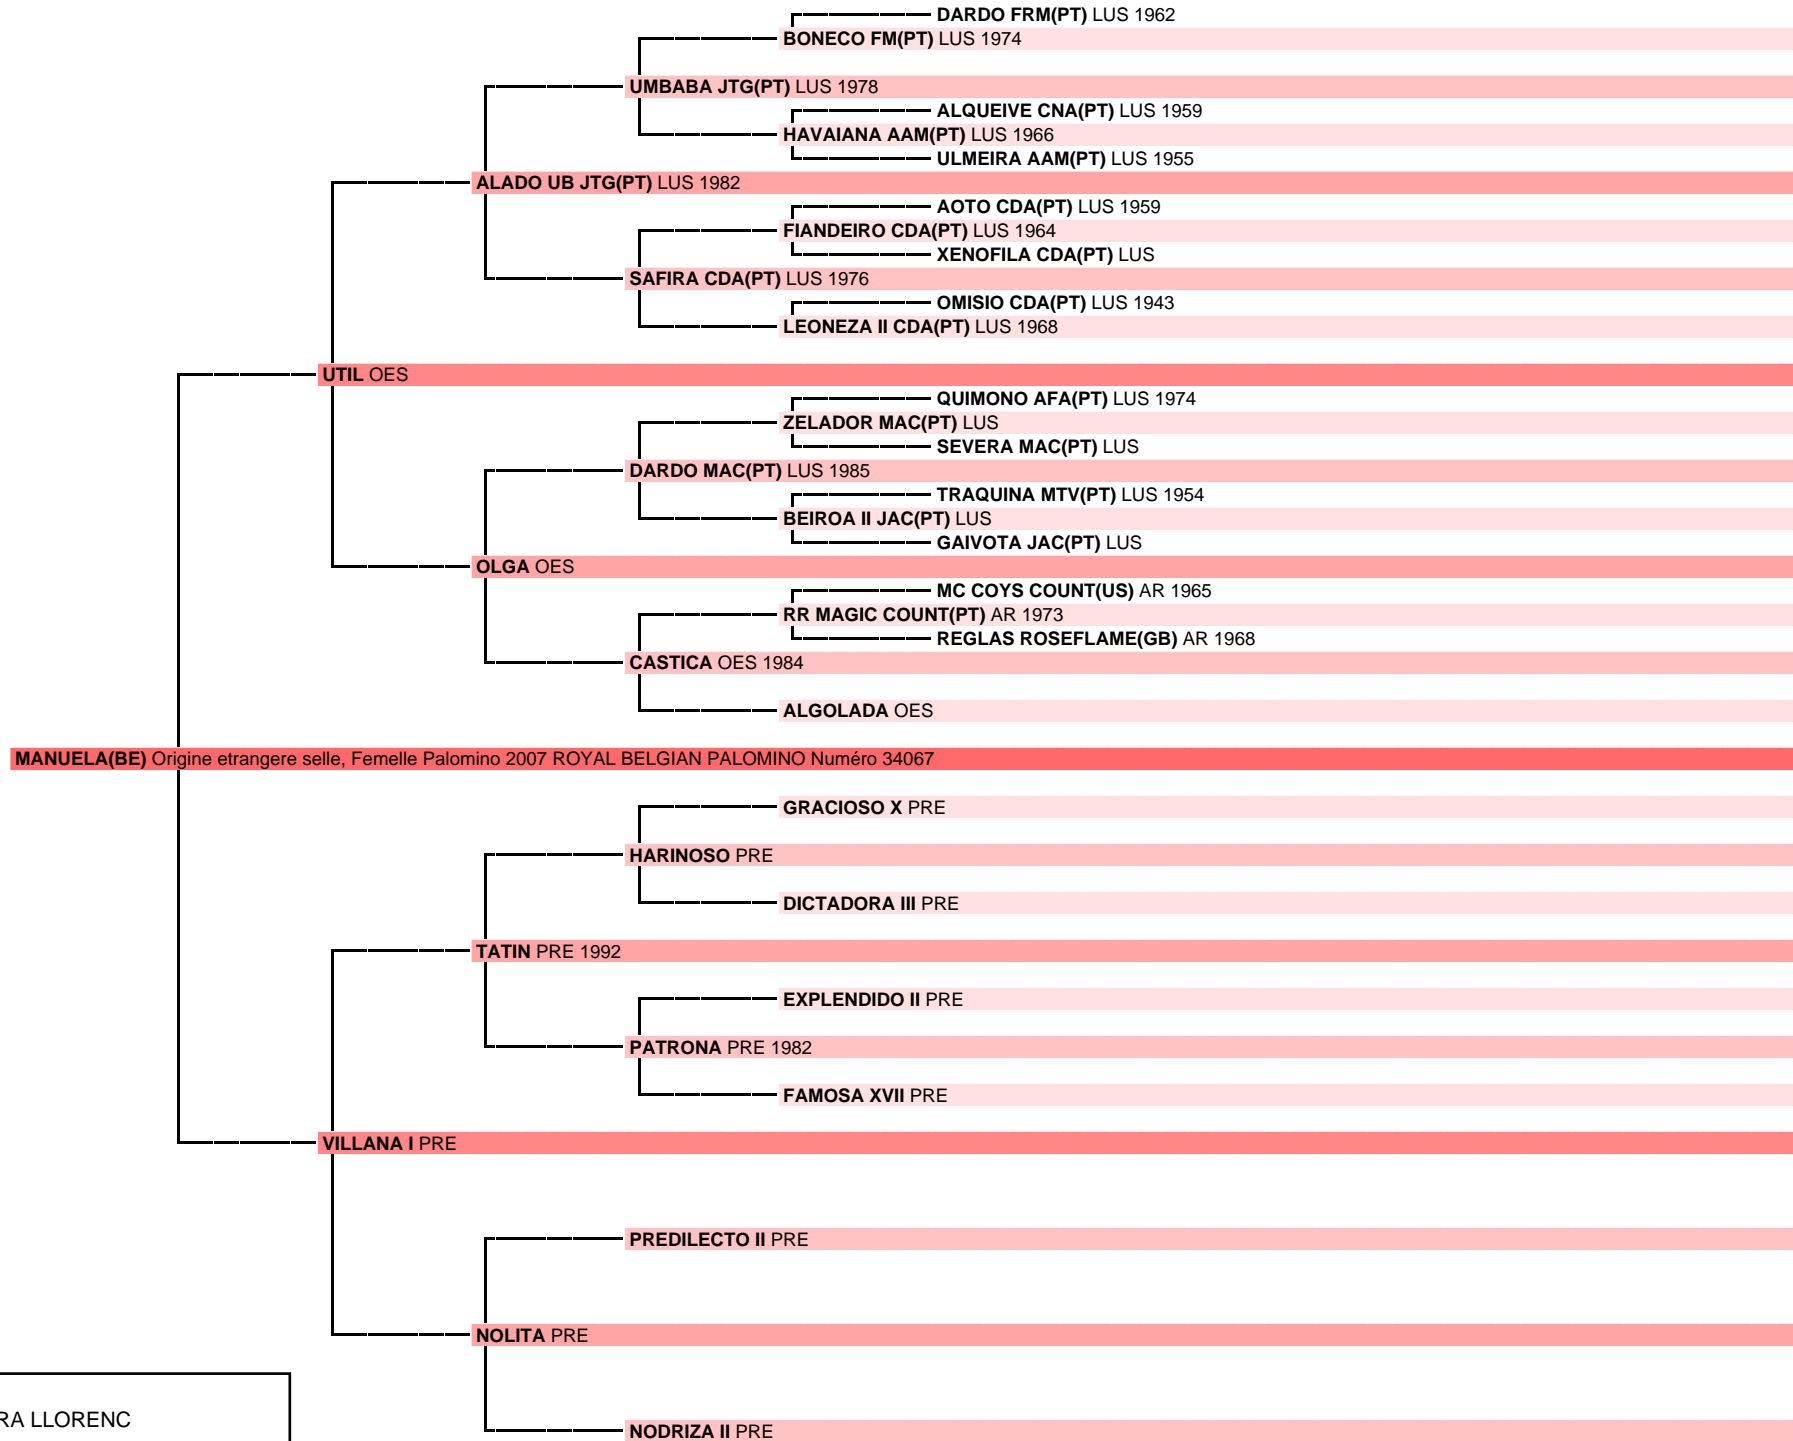 DARDO FRM(PT) LUS 1962
BONECO FM(PT) LUS 1974
UMBABA JTG(PT) LUS 1978
ALQUEIVE CNA(PT) LUS 1959
HAVAIANA AAM(PT) LUS 1966
ULMEIRA AAM(PT) LUS 1955
ALADO UB JTG(PT) LUS 1982
AOTO CDA(PT) LUS 1959
FIANDEIRO CDA(PT) LUS 1964
XENOFILA CDA(PT) LUS
SAFIRA CDA(PT) LUS 1976
OMISIO CDA(PT) LUS 1943
LEONEZA II CDA(PT) LUS 1968
UTIL OES
QUIMONO AFA(PT) LUS 1974
ZELADOR MAC(PT) LUS
SEVERA MAC(PT) LUS
DARDO MAC(PT) LUS 1985
TRAQUINA MTV(PT) LUS 1954
BEIROA II JAC(PT) LUS
GAIVOTA JAC(PT) LUS
OLGA OES
MC COYS COUNT(US) AR 1965
RR MAGIC COUNT(PT) AR 1973
REGLAS ROSEFLAME(GB) AR 1968
CASTICA OES 1984
ALGOLADA OES
MANUELA(BE) Origine etrangere selle, Femelle Palomino 2007 ROYAL BELGIAN PALOMINO Numéro 34067
GRACIOSO X PRE
HARINOSO PRE
DICTADORA III PRE
TATIN PRE 1992
EXPLENDIDO II PRE
PATRONA PRE 1982
FAMOSA XVII PRE
VILLANA I PRE
PREDILECTO II PRE
NOLITA PRE
RA LLORENC
NODRIZA II PRE